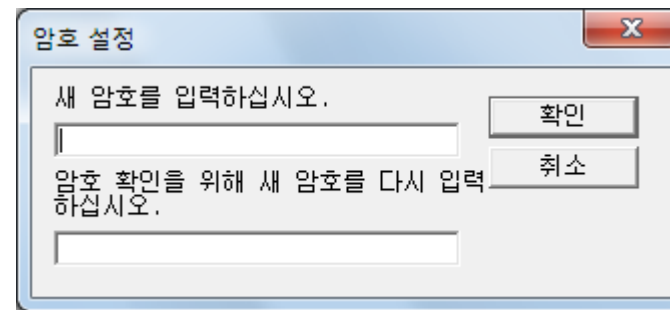 암호 설정
새 암호를 입력하십시오.
확인
취소
암호 확인을 위해 새 암호를 다시 입력
하십시오.